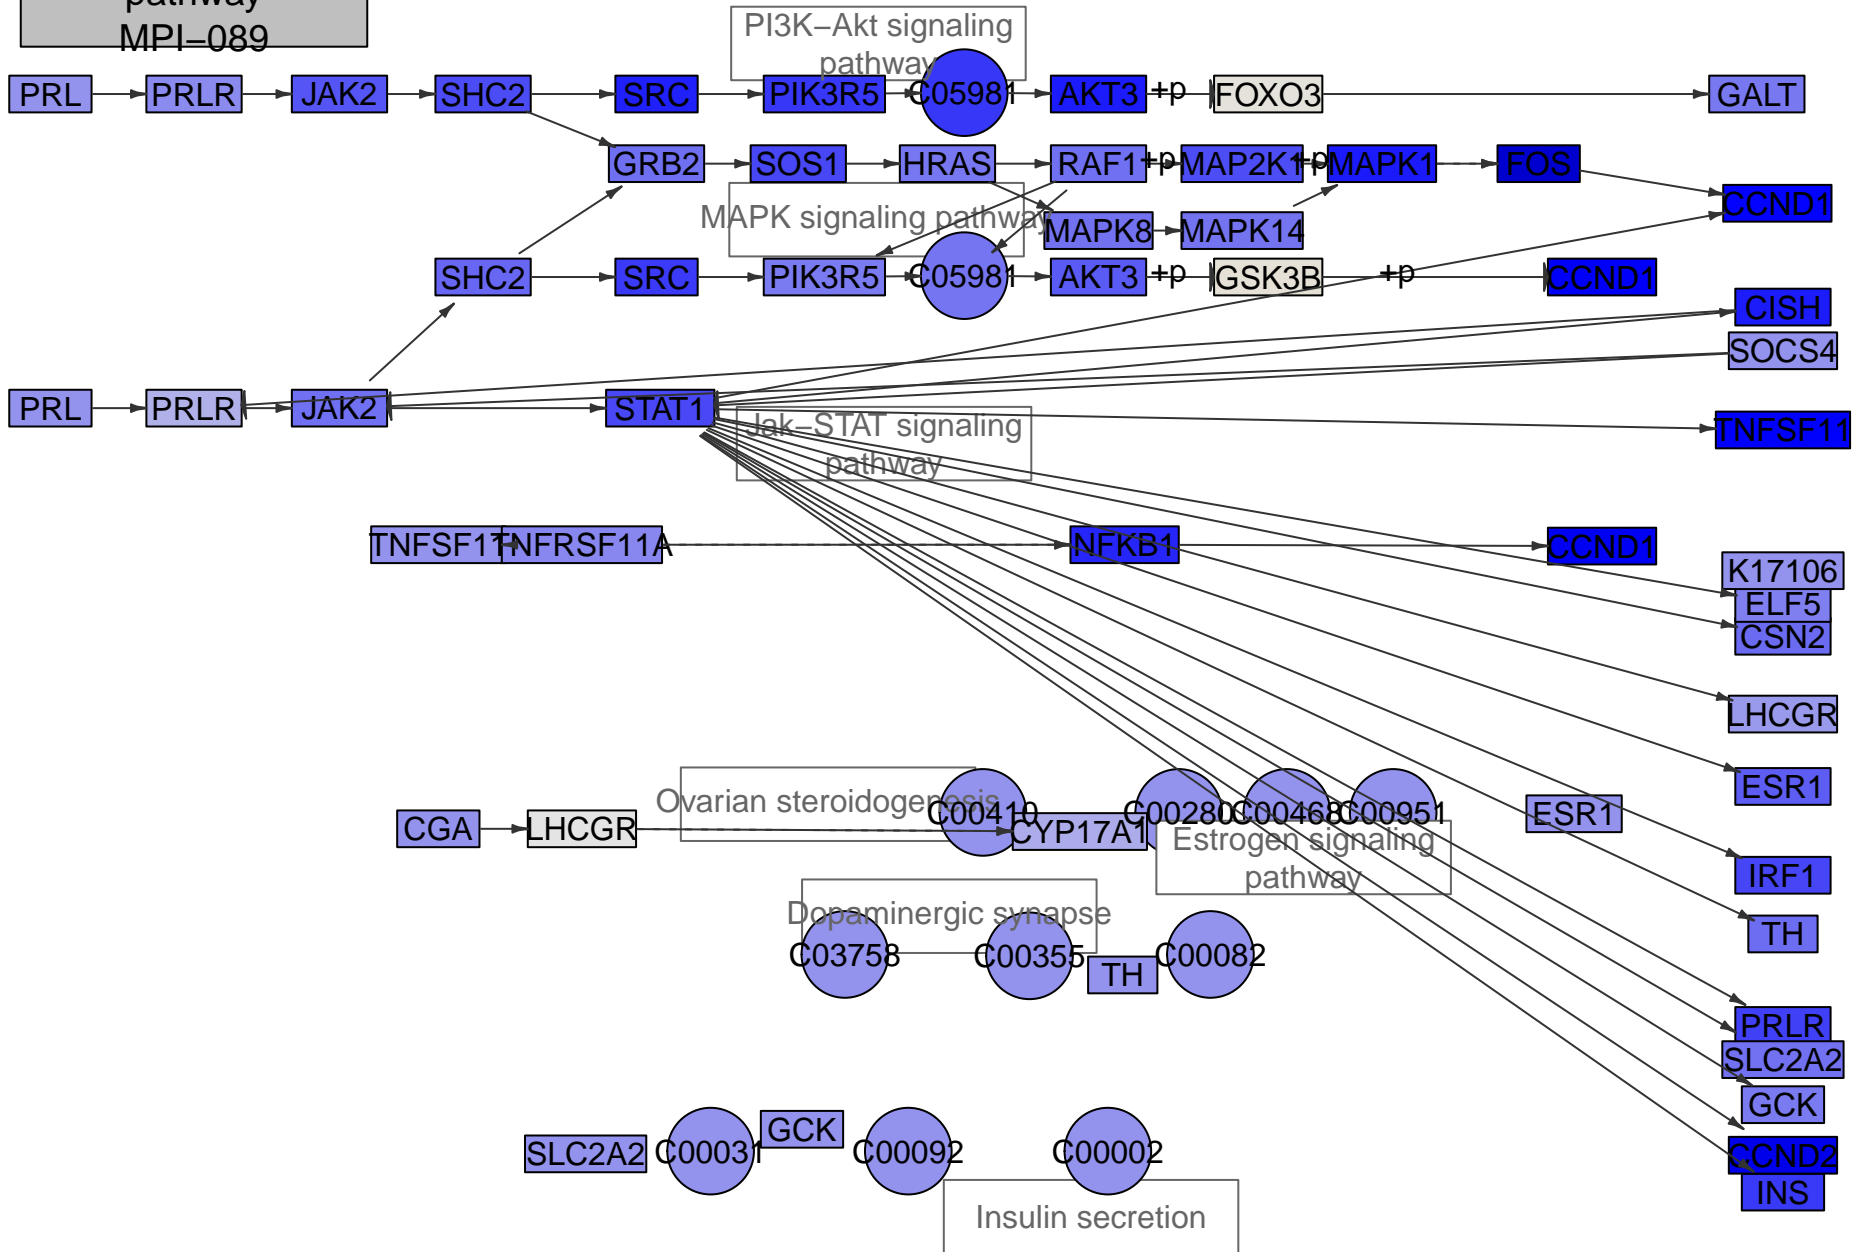 pathway
MPI−089
PI3K−Akt signaling
pathway
PRL
PRLR
JAK2
SHC2
SRC
PIK3R5
C05981
AKT3
+p
FOXO3
GALT
GRB2
SOS1
HRAS
RAF1
+p
MAP2K1
+p
MAPK1
FOS
CCND1
MAPK signaling pathway
MAPK8
MAPK14
SHC2
SRC
PIK3R5
C05981
AKT3
+p
GSK3B
+p
CCND1
CISH
SOCS4
PRL
PRLR
JAK2
STAT1
Jak−STAT signaling
pathway
TNFSF11
TNFSF11
TNFRSF11A
NFKB1
CCND1
K17106
ELF5
CSN2
LHCGR
ESR1
Ovarian steroidogenesis
C00410
C00280
C00468
C00951
ESR1
CGA
LHCGR
CYP17A1
Estrogen signaling
pathway
IRF1
Dopaminergic synapse
TH
C03758
C00355
TH
C00082
PRLR
SLC2A2
GCK
SLC2A2
C00031
GCK
C00092
C00002
CCND2
INS
Insulin secretion